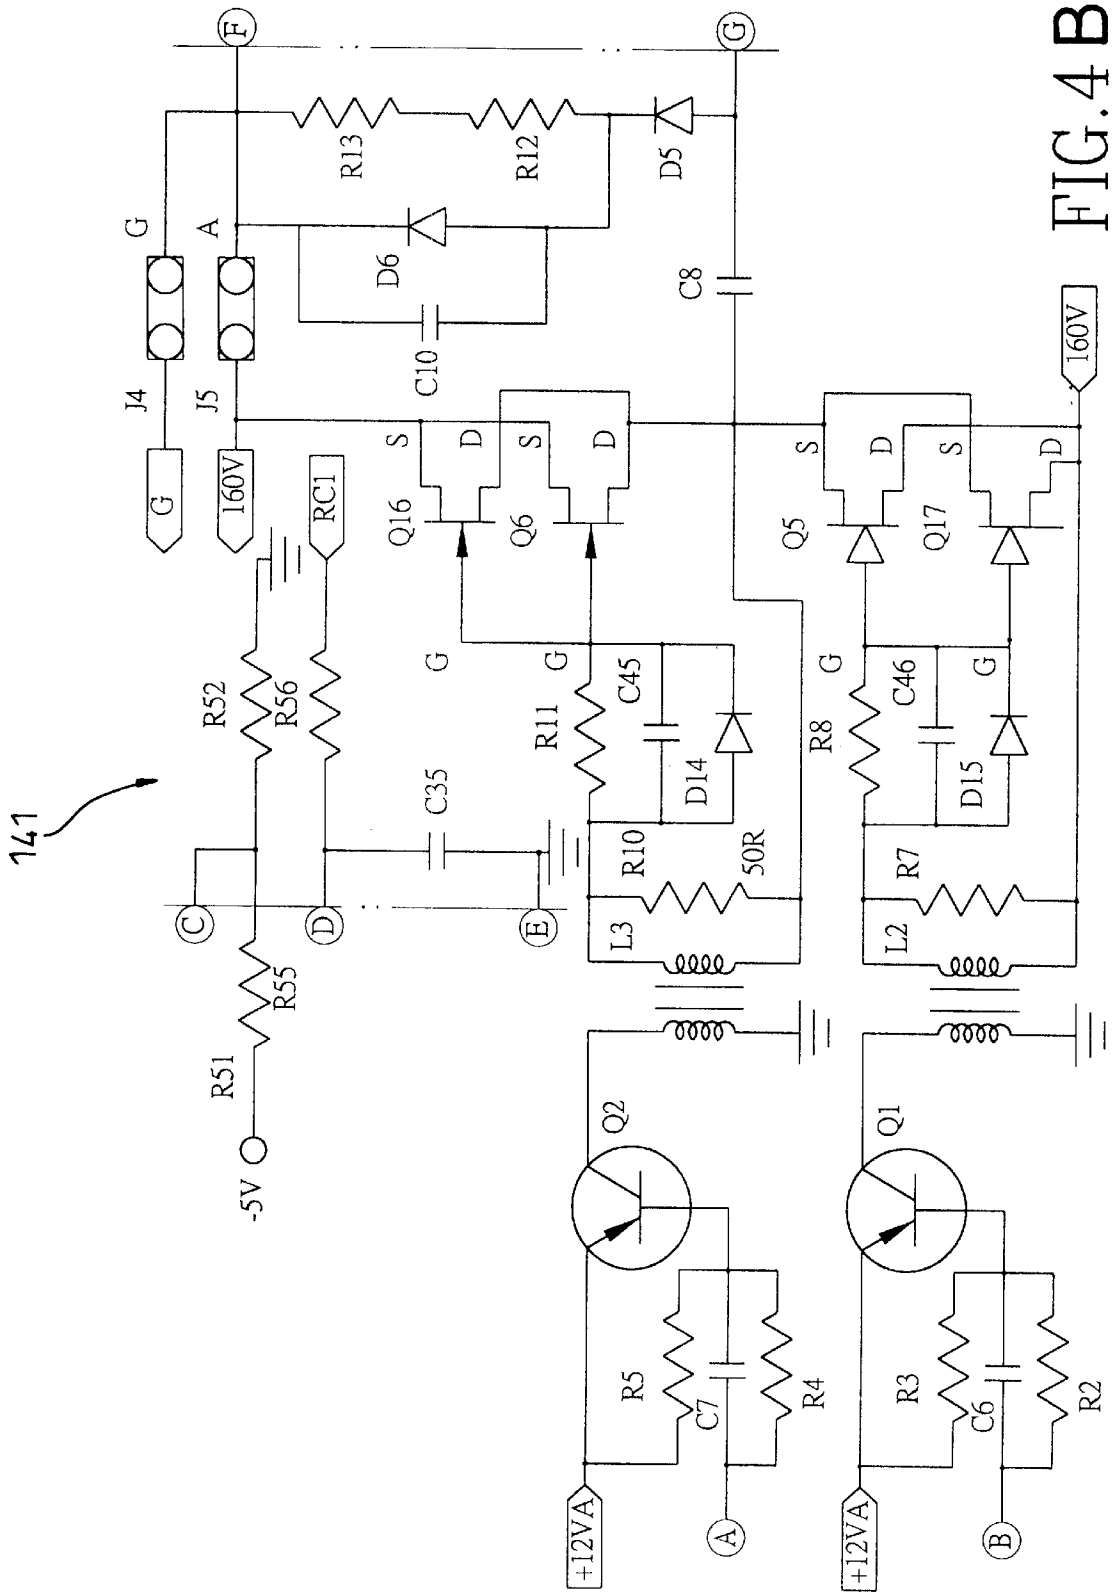 141
C
R55
R51
-5V
R52
R56
D
RC1
C35
E
G
J4
G
160V
J5
A
F
R13
R12
D6
C10
D5
G
C8
Q16
S
D
Q6
S
D
G
G
R11
C45
D14
R10
50R
L3
Q2
+12VA
R5
C7
R4
A
Q5
S
D
Q17
S
D
160V
G
G
R8
C46
D15
R7
L2
Q1
+12VA
R3
C6
R2
B
FIG.4B